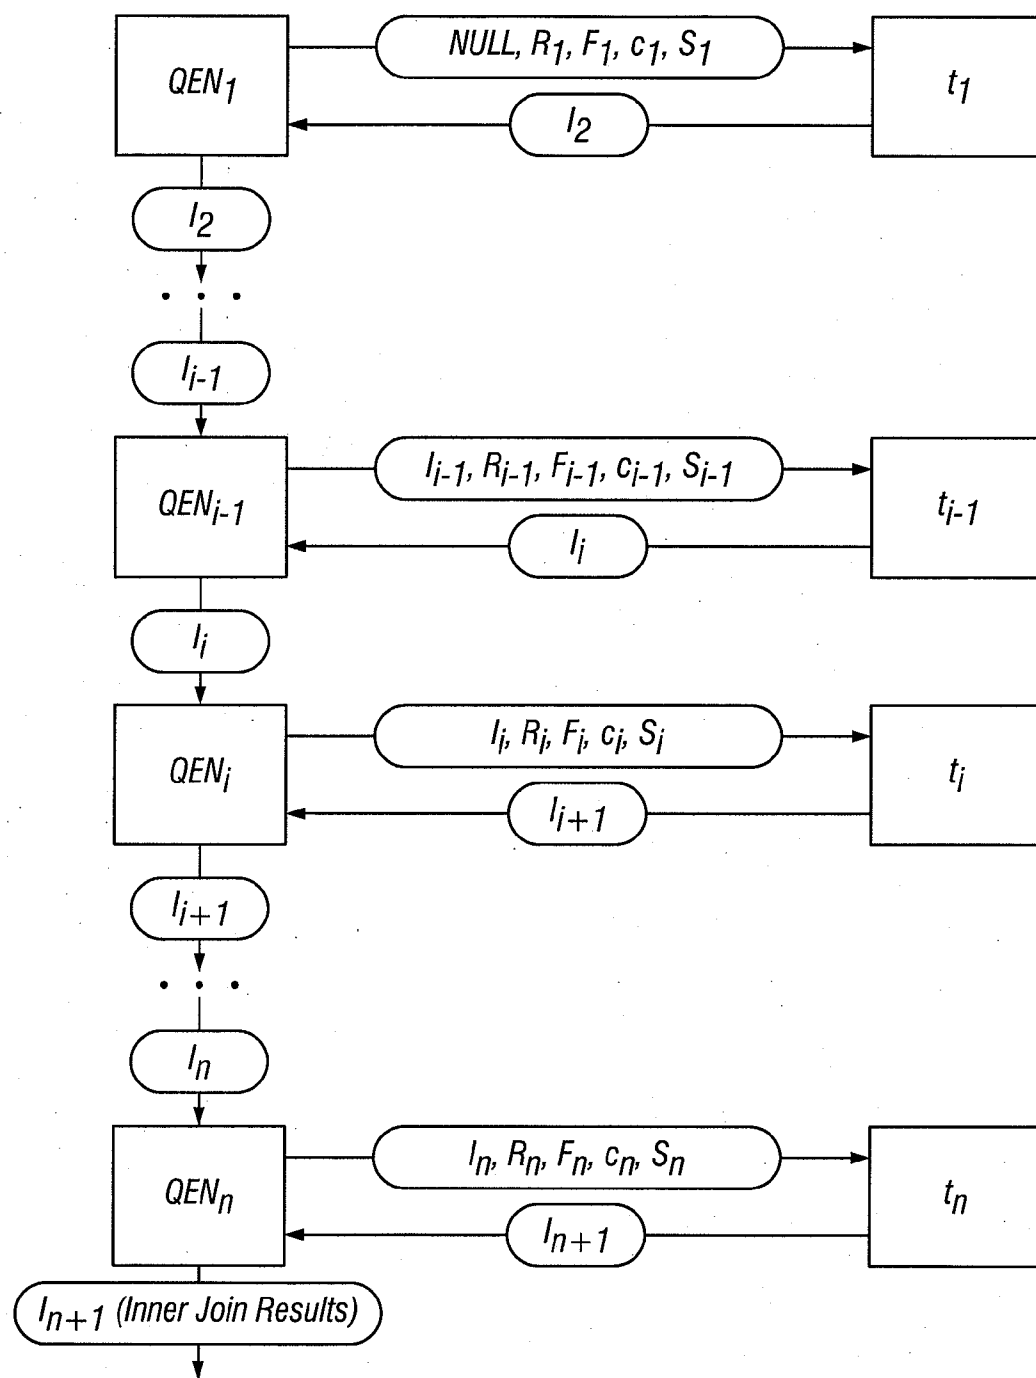 QEN₁
NULL, R₁, F₁, c₁, S₁
t₁
I₂
I₂
. . .
Iᵢ₋₁
QENᵢ₋₁
Iᵢ₋₁, Rᵢ₋₁, Fᵢ₋₁, cᵢ₋₁, Sᵢ₋₁
tᵢ₋₁
Iᵢ
Iᵢ
QENᵢ
Iᵢ, Rᵢ, Fᵢ, cᵢ, Sᵢ
tᵢ
Iᵢ₊₁
Iᵢ₊₁
. . .
Iₙ
QENₙ
Iₙ, Rₙ, Fₙ, cₙ, Sₙ
tₙ
Iₙ₊₁
Iₙ₊₁ (Inner Join Results)